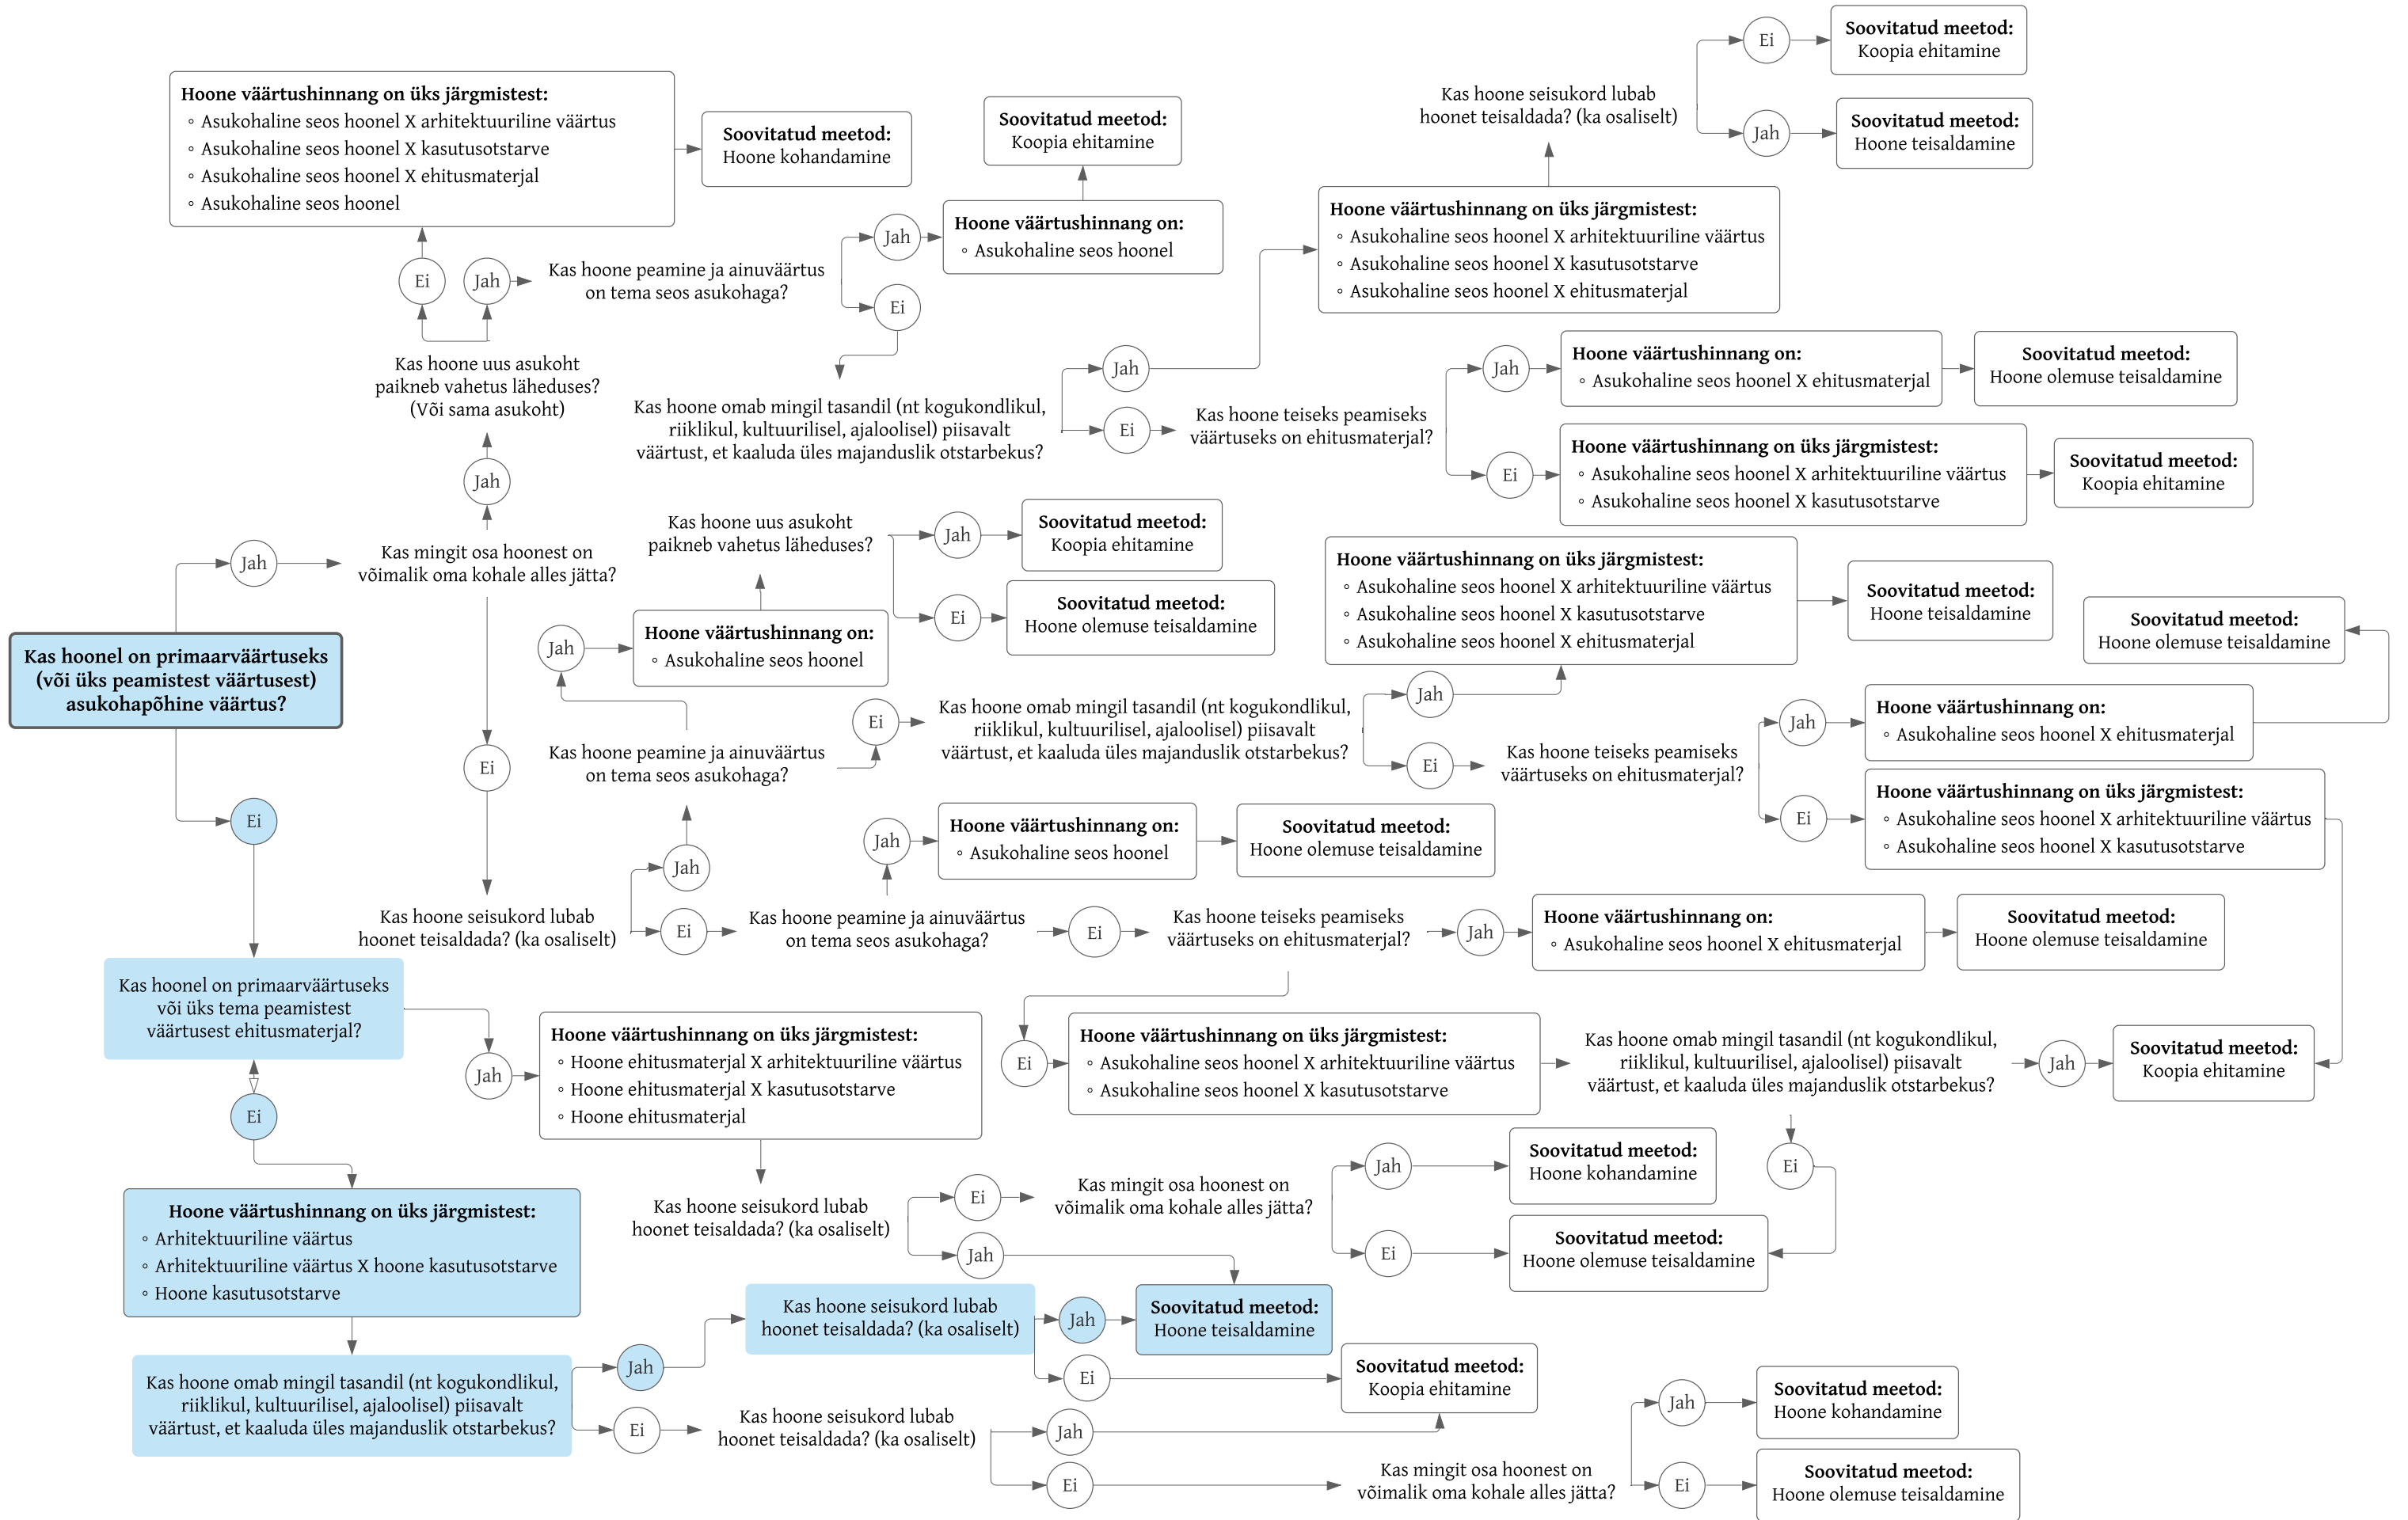 Kas hoonel on primaarväärtuseks
(või üks peamistest väärtusest)
asukohapõhine väärtus?
Jah
Kas mingit osa hoonest on
võimalik oma kohale alles jätta?
Jah
Kas hoone uus asukoht
paikneb vahetus läheduses?
(Või sama asukoht)
Ei
Hoone väärtushinnang on üks järgmistest:
◦ Asukohaline seos hoonel X arhitektuuriline väärtus
◦ Asukohaline seos hoonel X kasutusotstarve
◦ Asukohaline seos hoonel X ehitusmaterjal
◦ Asukohaline seos hoonel
Soovitatud meetod:
Hoone kohandamine
Jah
Kas hoone peamine ja ainuväärtus
on tema seos asukohaga?
Jah
Hoone väärtushinnang on:
◦ Asukohaline seos hoonel
Soovitatud meetod:
Koopia ehitamine
Ei
Kas hoone omab mingil tasandil (nt kogukondlikul,
riiklikul, kultuurilisel, ajaloolisel) piisavalt
väärtust, et kaaluda üles majanduslik otstarbekus?
Jah
Hoone väärtushinnang on üks järgmistest:
◦ Asukohaline seos hoonel X arhitektuuriline väärtus
◦ Asukohaline seos hoonel X kasutusotstarve
◦ Asukohaline seos hoonel X ehitusmaterjal
Kas hoone seisukord lubab
hoonet teisaldada? (ka osaliselt)
Ei
Soovitatud meetod:
Koopia ehitamine
Jah
Soovitatud meetod:
Hoone teisaldamine
Ei
Kas hoone teiseks peamiseks
väärtuseks on ehitusmaterjal?
Jah
Hoone väärtushinnang on:
◦ Asukohaline seos hoonel X ehitusmaterjal
Soovitatud meetod:
Hoone olemuse teisaldamine
Ei
Hoone väärtushinnang on üks järgmistest:
◦ Asukohaline seos hoonel X arhitektuuriline väärtus
◦ Asukohaline seos hoonel X kasutusotstarve
Soovitatud meetod:
Koopia ehitamine
Ei
Kas hoone seisukord lubab
hoonet teisaldada? (ka osaliselt)
Jah
Kas hoone peamine ja ainuväärtus
on tema seos asukohaga?
Jah
Hoone väärtushinnang on:
◦ Asukohaline seos hoonel
Kas hoone uus asukoht
paikneb vahetus läheduses?
Jah
Soovitatud meetod:
Koopia ehitamine
Ei
Soovitatud meetod:
Hoone olemuse teisaldamine
Ei
Kas hoone omab mingil tasandil (nt kogukondlikul,
riiklikul, kultuurilisel, ajaloolisel) piisavalt
väärtust, et kaaluda üles majanduslik otstarbekus?
Jah
Hoone väärtushinnang on üks järgmistest:
◦ Asukohaline seos hoonel X arhitektuuriline väärtus
◦ Asukohaline seos hoonel X kasutusotstarve
◦ Asukohaline seos hoonel X ehitusmaterjal
Soovitatud meetod:
Hoone teisaldamine
Ei
Kas hoone teiseks peamiseks
väärtuseks on ehitusmaterjal?
Jah
Hoone väärtushinnang on:
◦ Asukohaline seos hoonel X ehitusmaterjal
Soovitatud meetod:
Hoone olemuse teisaldamine
Ei
Hoone väärtushinnang on üks järgmistest:
◦ Asukohaline seos hoonel X arhitektuuriline väärtus
◦ Asukohaline seos hoonel X kasutusotstarve
Ei
Kas hoone peamine ja ainuväärtus
on tema seos asukohaga?
Jah
Hoone väärtushinnang on:
◦ Asukohaline seos hoonel
Soovitatud meetod:
Hoone olemuse teisaldamine
Ei
Kas hoone teiseks peamiseks
väärtuseks on ehitusmaterjal?
Jah
Hoone väärtushinnang on:
◦ Asukohaline seos hoonel X ehitusmaterjal
Soovitatud meetod:
Hoone olemuse teisaldamine
Ei
Hoone väärtushinnang on üks järgmistest:
◦ Asukohaline seos hoonel X arhitektuuriline väärtus
◦ Asukohaline seos hoonel X kasutusotstarve
Kas hoone omab mingil tasandil (nt kogukondlikul,
riiklikul, kultuurilisel, ajaloolisel) piisavalt
väärtust, et kaaluda üles majanduslik otstarbekus?
Jah
Soovitatud meetod:
Koopia ehitamine
Ei
Ei
Kas hoonel on primaarväärtuseks
või üks tema peamistest
väärtusest ehitusmaterjal?
Jah
Hoone väärtushinnang on üks järgmistest:
◦ Hoone ehitusmaterjal X arhitektuuriline väärtus
◦ Hoone ehitusmaterjal X kasutusotstarve
◦ Hoone ehitusmaterjal
Kas hoone seisukord lubab
hoonet teisaldada? (ka osaliselt)
Ei
Kas mingit osa hoonest on
võimalik oma kohale alles jätta?
Jah
Soovitatud meetod:
Hoone kohandamine
Ei
Soovitatud meetod:
Hoone olemuse teisaldamine
Jah
Ei
Hoone väärtushinnang on üks järgmistest:
◦ Arhitektuuriline väärtus
◦ Arhitektuuriline väärtus X hoone kasutusotstarve
◦ Hoone kasutusotstarve
Kas hoone omab mingil tasandil (nt kogukondlikul,
riiklikul, kultuurilisel, ajaloolisel) piisavalt
väärtust, et kaaluda üles majanduslik otstarbekus?
Jah
Kas hoone seisukord lubab
hoonet teisaldada? (ka osaliselt)
Jah
Soovitatud meetod:
Hoone teisaldamine
Ei
Soovitatud meetod:
Koopia ehitamine
Ei
Kas hoone seisukord lubab
hoonet teisaldada? (ka osaliselt)
Jah
Ei
Kas mingit osa hoonest on
võimalik oma kohale alles jätta?
Jah
Soovitatud meetod:
Hoone kohandamine
Ei
Soovitatud meetod:
Hoone olemuse teisaldamine